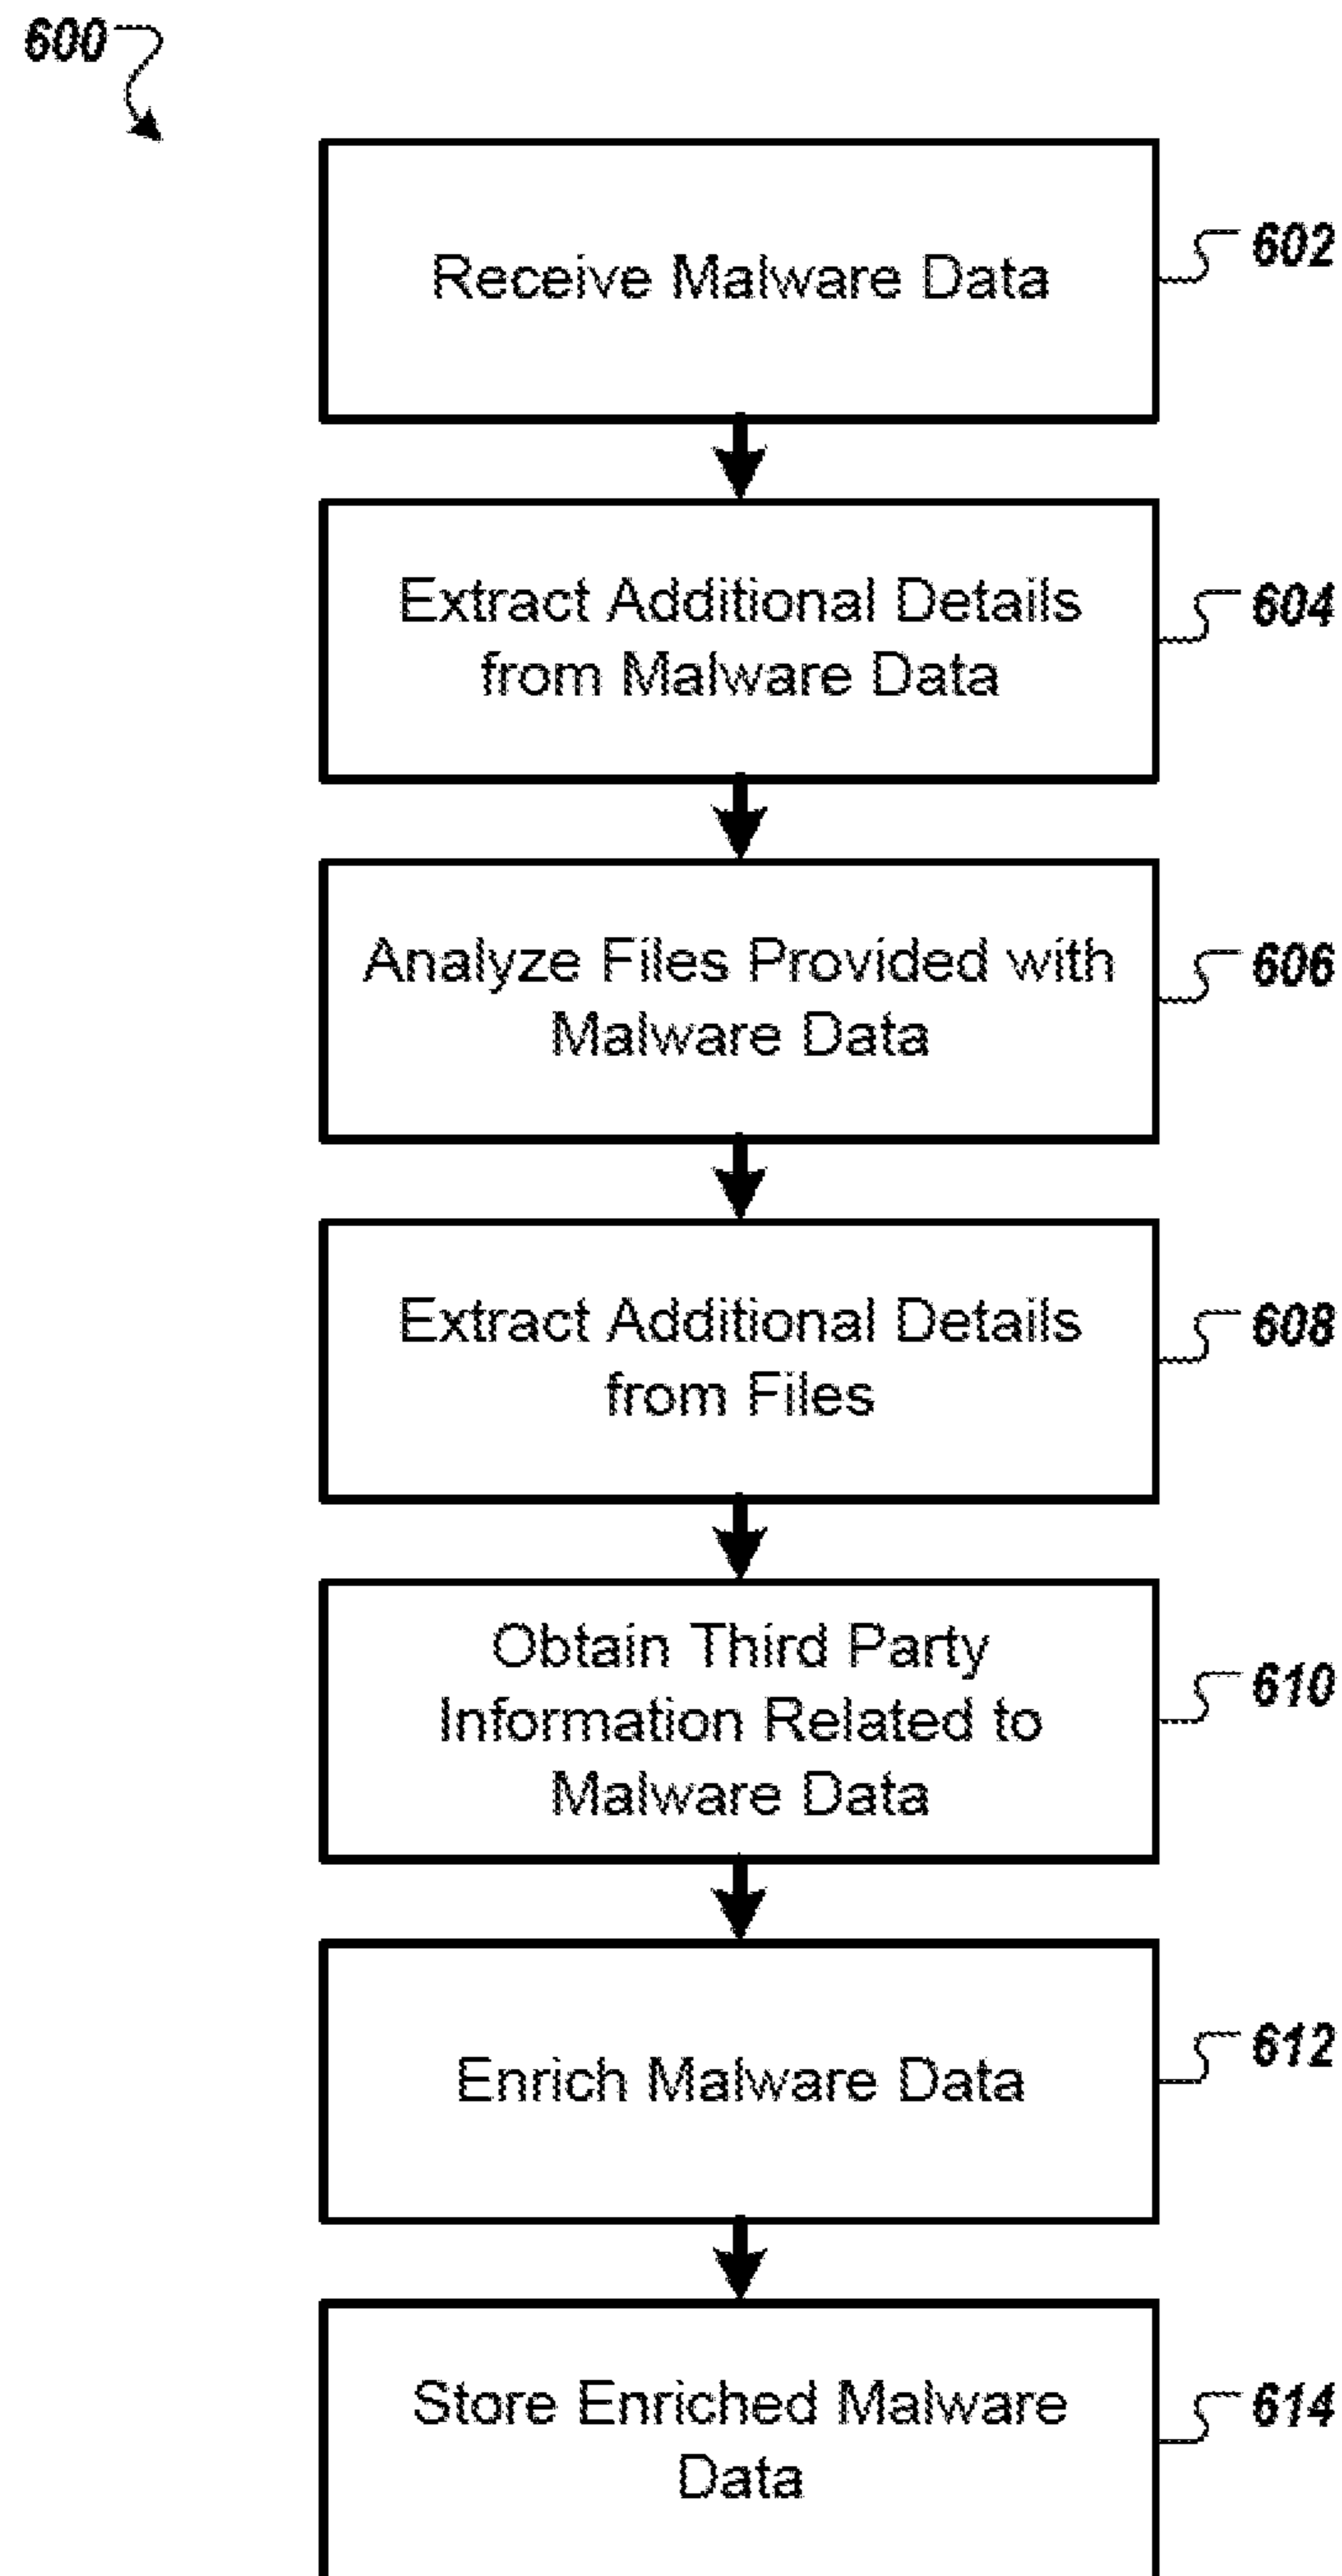 600
Receive Malware Data
602
Extract Additional Details
from Malware Data
604
Analyze Files Provided with
Malware Data
606
Extract Additional Details
from Files
608
Obtain Third Party
Information Related to
Malware Data
610
Enrich Malware Data
612
Store Enriched Malware
Data
614